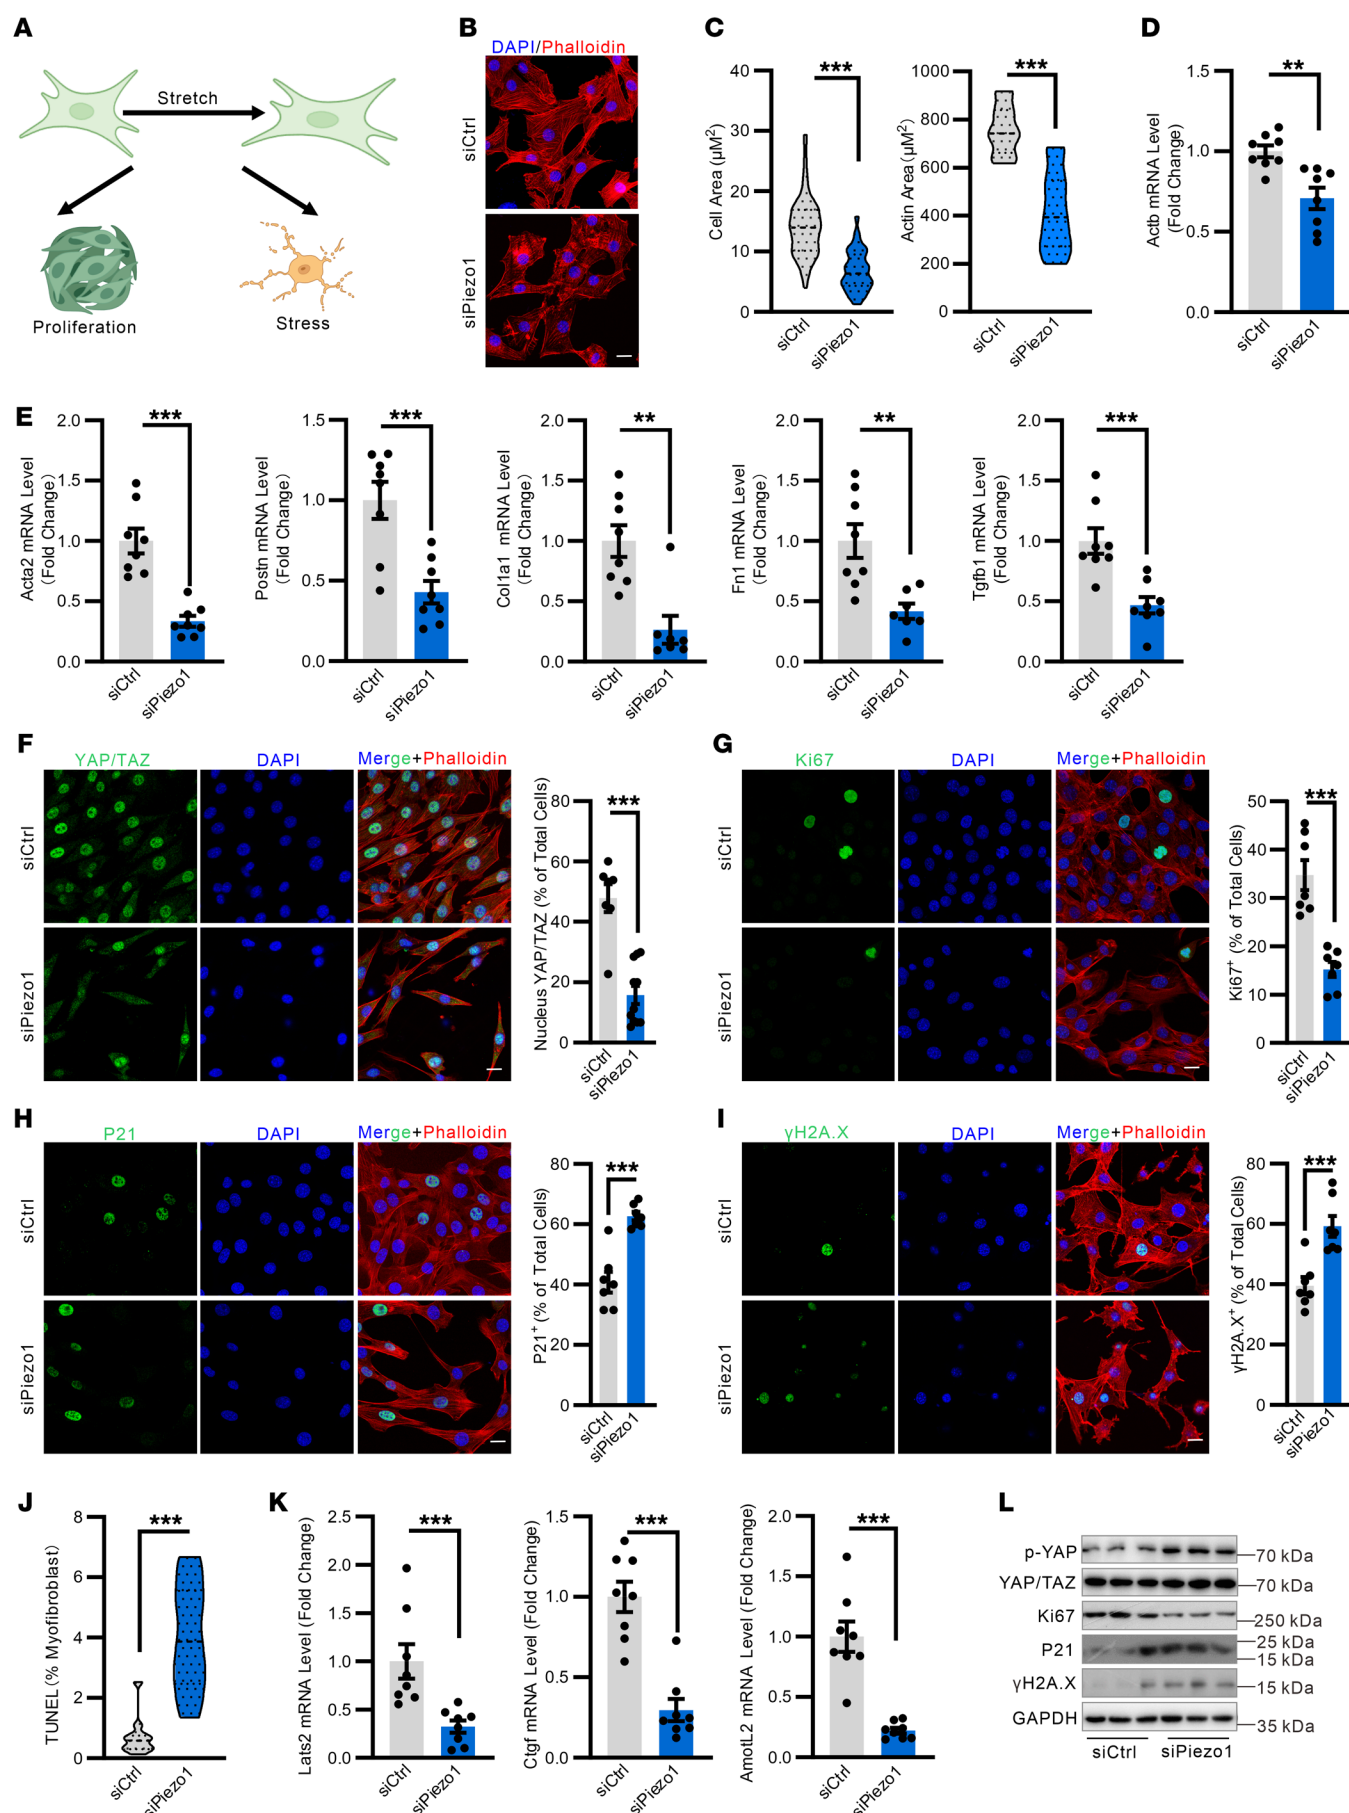 A
Stretch
Proliferation
Stress
B
DAPI/Phalloidin
siCtrl
siPiezo1
C
Cell Area (μM²)
40
30
20
10
0
***
siCtrl
siPiezo1
Actin Area (μM²)
1000
800
600
400
200
0
***
siCtrl
siPiezo1
D
Actb mRNA Level
(Fold Change)
1.5
1.0
0.5
0.0
**
siCtrl
siPiezo1
E
Acta2 mRNA Level
(Fold Change)
2.0
1.5
1.0
0.5
0.0
***
siCtrl
siPiezo1
Postn mRNA Level
(Fold Change)
1.5
1.0
0.5
0.0
***
siCtrl
siPiezo1
Col1a1 mRNA Level
(Fold Change)
2.0
1.5
1.0
0.5
0.0
**
siCtrl
siPiezo1
Fn1 mRNA Level
(Fold Change)
2.0
1.5
1.0
0.5
0.0
**
siCtrl
siPiezo1
Tgfb1 mRNA Level
(Fold Change)
2.0
1.5
1.0
0.5
0.0
***
siCtrl
siPiezo1
F
YAP/TAZ
DAPI
Merge+Phalloidin
siCtrl
siPiezo1
Nucleus YAP/TAZ (% of Total Cells)
80
60
40
20
0
***
siCtrl
siPiezo1
G
Ki67
DAPI
Merge+Phalloidin
siCtrl
siPiezo1
Ki67⁺ (% of Total Cells)
50
40
30
20
10
0
***
siCtrl
siPiezo1
H
P21
DAPI
Merge+Phalloidin
siCtrl
siPiezo1
P21⁺ (% of Total Cells)
80
60
40
20
0
***
siCtrl
siPiezo1
I
γH2A.X
DAPI
Merge+Phalloidin
siCtrl
siPiezo1
γH2A.X⁺ (% of Total Cells)
80
60
40
20
0
***
siCtrl
siPiezo1
J
TUNEL (% Myofibroblast)
8
6
4
2
0
***
siCtrl
siPiezo1
K
Lats2 mRNA Level (Fold Change)
2.5
2.0
1.5
1.0
0.5
0.0
***
siCtrl
siPiezo1
Ctgf mRNA Level (Fold Change)
1.5
1.0
0.5
0.0
***
siCtrl
siPiezo1
AmotL2 mRNA Level (Fold Change)
2.0
1.5
1.0
0.5
0.0
***
siCtrl
siPiezo1
L
p-YAP
70 kDa
YAP/TAZ
70 kDa
Ki67
250 kDa
P21
25 kDa
15 kDa
γH2A.X
15 kDa
GAPDH
35 kDa
siCtrl
siPiezo1